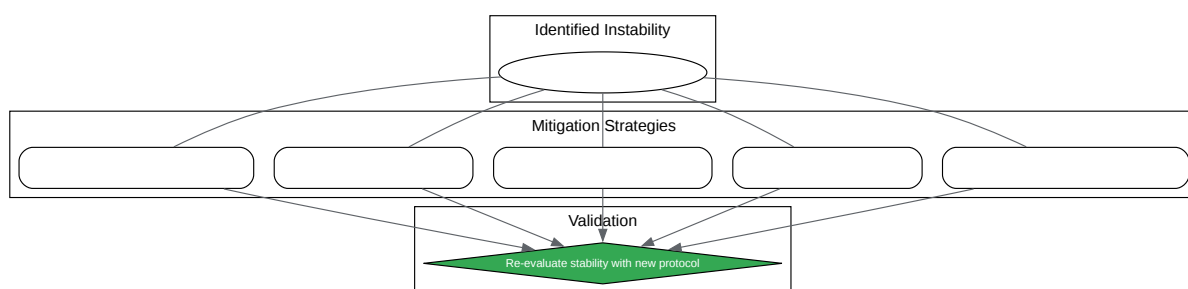 Identified Instability
Mitigation Strategies
Validation
Re-evaluate stability with new protocol